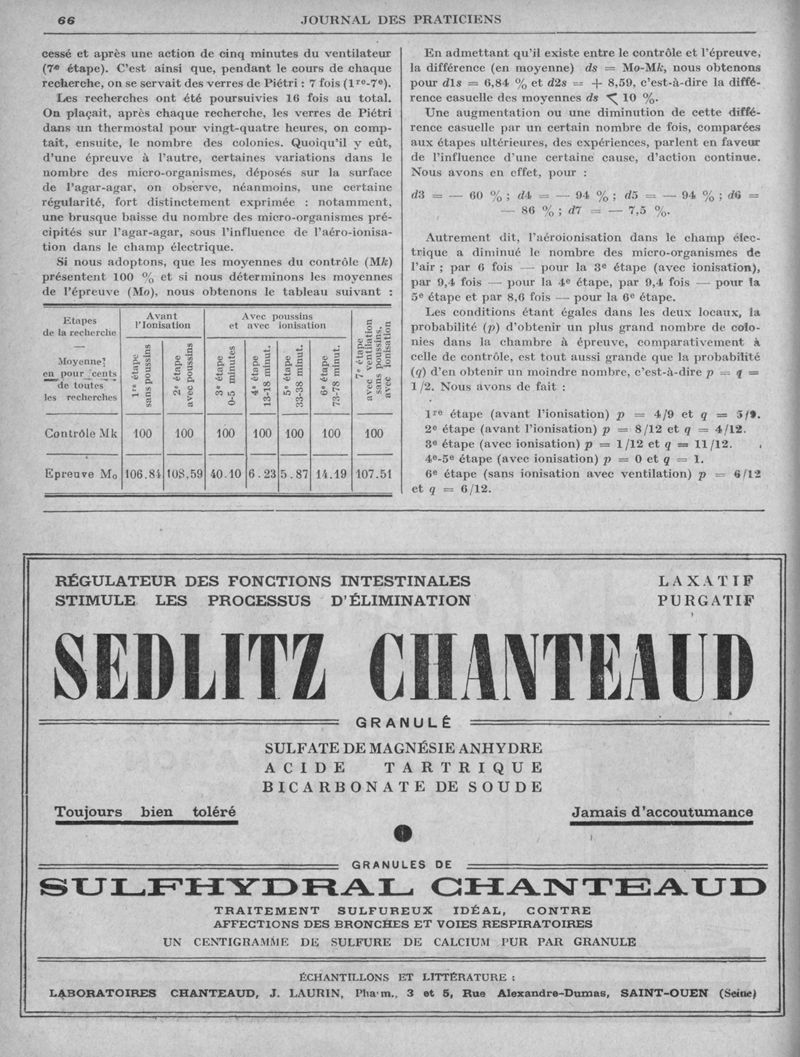 66
JOURNAL DES PRATICIENS
cessé et après une action de cinq minutes du ventilateur
(7e étape). C'est ainsi que, pendant le cours de chaque
recherche, on se servait des verres de Piétri : 7 fois (1re-7e).
Les recherches ont été poursuivies 16 fois au total.
On plaçait, après chaque recherche, les verres de Piétri
dans un thermostal pour vingt-quatre heures, on comp-
tait, ensuite, le nombre des colonies. Quoiqu'il y eût,
d'une épreuve à l'autre, certaines variations dans le
nombre des micro-organismes, déposés sur la surface
de l'agar-agar, on observe, néanmoins, une certaine
régularité, fort distinctement exprimée : notamment,
une brusque baisse du nombre des micro-organismes pré-
cipités sur l'agar-agar, sous l'influence de l'aéro-ionisa-
tion dans le champ électrique.
Si nous adoptons, que les moyennes du contrôle (Mk)
présentent 100 % et si nous déterminons les moyennes
de l'épreuve (Mo), nous obtenons le tableau suivant :
Etapes
de la recherche
—
Moyenne
en pour cents
de toutes
les recherches
Avant
l'Ionisation
Avec poussins
et avec ionisation
1re étape
sans poussins
2e étape
avec poussins
3e étape
0-5 minutes
4e étape
13-18 minut.
5e étape
33-38 minut.
6e étape
73-78 minut.
7e étape
avec ventilation
sans poussins,
avec ionisation
Contrôle Mk 100 100 100 100 100 100 100
Epreuve Mo 106.84 108,59 40.10 6.23 5.87 14.19 107.51
En admettant qu'il existe entre le contrôle et l'épreuve,
la différence (en moyenne) ds = Mo-Mk, nous obtenons
pour d1s = 6,84 % et d2s = + 8,59, c'est-à-dire la diffé-
rence casuelle des moyennes ds < 10 %.
Une augmentation ou une diminution de cette diffé-
rence casuelle par un certain nombre de fois, comparées
aux étapes ultérieures, des expériences, parlent en faveur
de l'influence d'une certaine cause, d'action continue.
Nous avons en effet, pour :
d3 = — 60 % ; d4 = — 94 % ; d5 = — 94 % ; d6 =
— 86 % ; d7 = — 7,5 %.
Autrement dit, l'aéroionisation dans le champ élec-
trique a diminué le nombre des micro-organismes de
l'air ; par 6 fois — pour la 3e étape (avec ionisation),
par 9,4 fois — pour la 4e étape, par 9,4 fois — pour la
5e étape et par 8,6 fois — pour la 6e étape.
Les conditions étant égales dans les deux locaux, la
probabilité (p) d'obtenir un plus grand nombre de colo-
nies dans la chambre à épreuve, comparativement à
celle de contrôle, est tout aussi grande que la probabilité
(q) d'en obtenir un moindre nombre, c'est-à-dire p = q =
1/2. Nous avons de fait :
1re étape (avant l'ionisation) p = 4/9 et q = 5/9.
2e étape (avant l'ionisation) p = 8/12 et q = 4/12.
3e étape (avec ionisation) p = 1/12 et q = 11/12.
4e-5e étape (avec ionisation) p = 0 et q = 1.
6e étape (sans ionisation avec ventilation) p = 6/12
et q = 6/12.
RÉGULATEUR DES FONCTIONS INTESTINALES
STIMULE LES PROCESSUS D'ÉLIMINATION
LAXATIF
PURGATIF
SEDLITZ CHANTEAUD
GRANULÉ
SULFATE DE MAGNÉSIE ANHYDRE
ACIDE TARTRIQUE
BICARBONATE DE SOUDE
Toujours bien toléré
Jamais d'accoutumance
GRANULES DE
SULFHYDRAL CHANTEAUD
TRAITEMENT SULFUREUX IDÉAL, CONTRE
AFFECTIONS DES BRONCHES ET VOIES RESPIRATOIRES
UN CENTIGRAMME DE SULFURE DE CALCIUM PUR PAR GRANULE
ÉCHANTILLONS ET LITTÉRATURE :
LABORATOIRES CHANTEAUD, J. LAURIN, Pharm., 3 et 5, Rue Alexandre-Dumas, SAINT-OUEN (Seine)